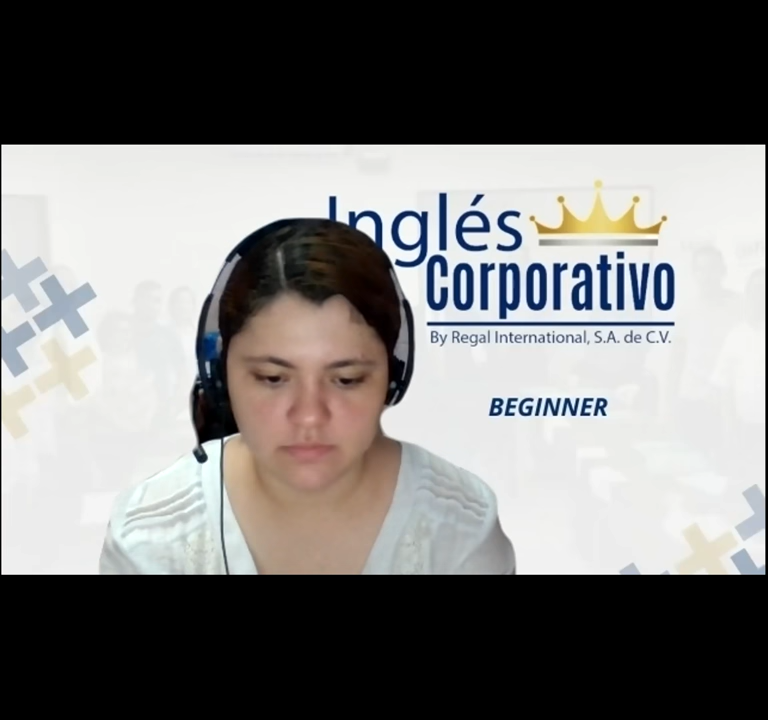 Inglés
Corporativo
By Regal International, S.A. de C.V.
BEGINNER